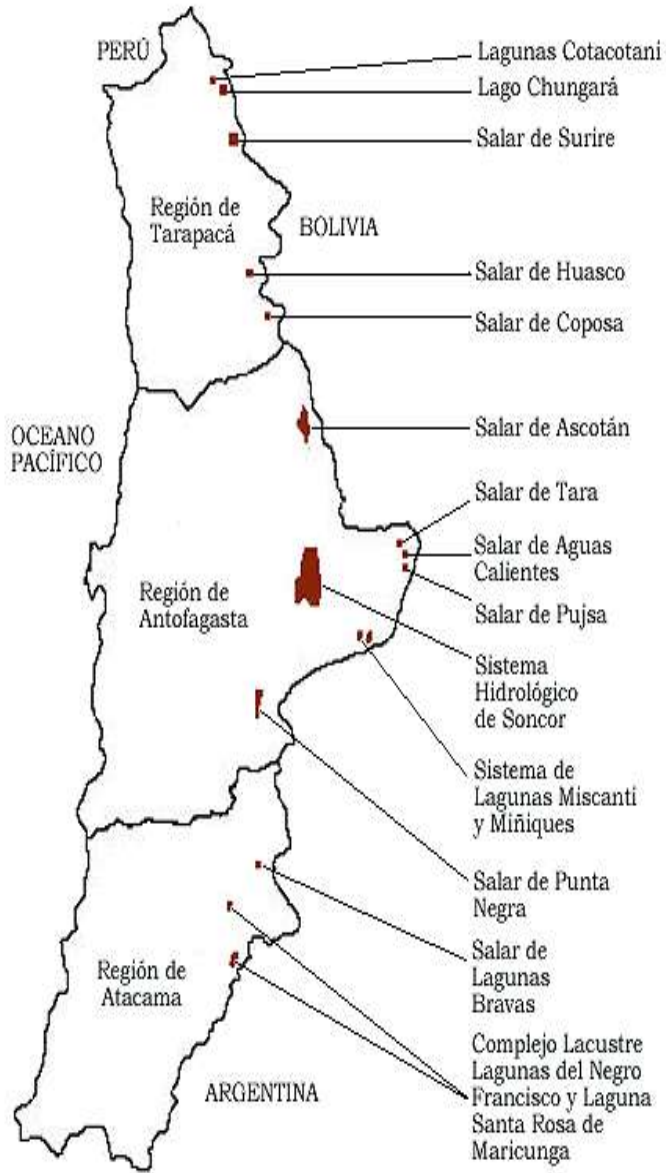 PERÚ
Lagunas Cotacotani
Lago Chungará
Salar de Surire
Región de
Tarapacá
BOLIVIA
Salar de Huasco
Salar de Coposa
OCEANO
PACÍFICO
Salar de Ascotán
Salar de Tara
Salar de Aguas
Calientes
Región de
Antofagasta
Salar de Pujsa
Sistema
Hidrológico
de Soncor
Sistema de
Lagunas Miscanti
y Miñiques
Salar de Punta
Negra
Salar de
Lagunas
Bravas
Región de
Atacama
Complejo Lacustre
Lagunas del Negro
Francisco y Laguna
Santa Rosa de
Maricunga
ARGENTINA